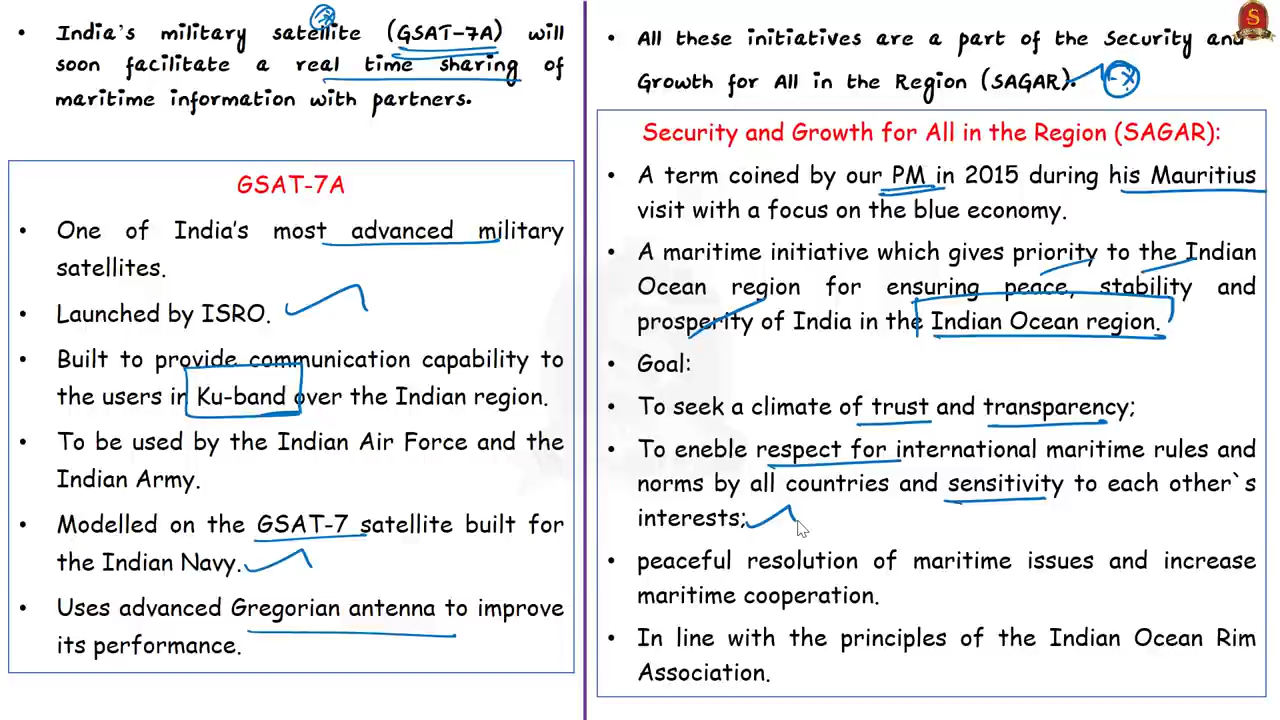 • India's military satellite (GSAT-7A) will
soon facilitate a real time sharing of
maritime information with partners.
GSAT-7A
• One of India's most advanced military
satellites.
• Launched by ISRO.
• Built to provide communication capability to
the users in Ku-band over the Indian region.
• To be used by the Indian Air Force and the
Indian Army.
• Modelled on the GSAT-7 satellite built for
the Indian Navy.
• Uses advanced Gregorian antenna to improve
its performance.
• All these initiatives are a part of the Security and
Growth for All in the Region (SAGAR).
Security and Growth for All in the Region (SAGAR):
• A term coined by our PM in 2015 during his Mauritius
visit with a focus on the blue economy.
• A maritime initiative which gives priority to the Indian
Ocean region for ensuring peace, stability and
prosperity of India in the Indian Ocean region.
• Goal:
• To seek a climate of trust and transparency;
• To eneble respect for international maritime rules and
norms by all countries and sensitivity to each other`s
interests;
• peaceful resolution of maritime issues and increase
maritime cooperation.
• In line with the principles of the Indian Ocean Rim
Association.